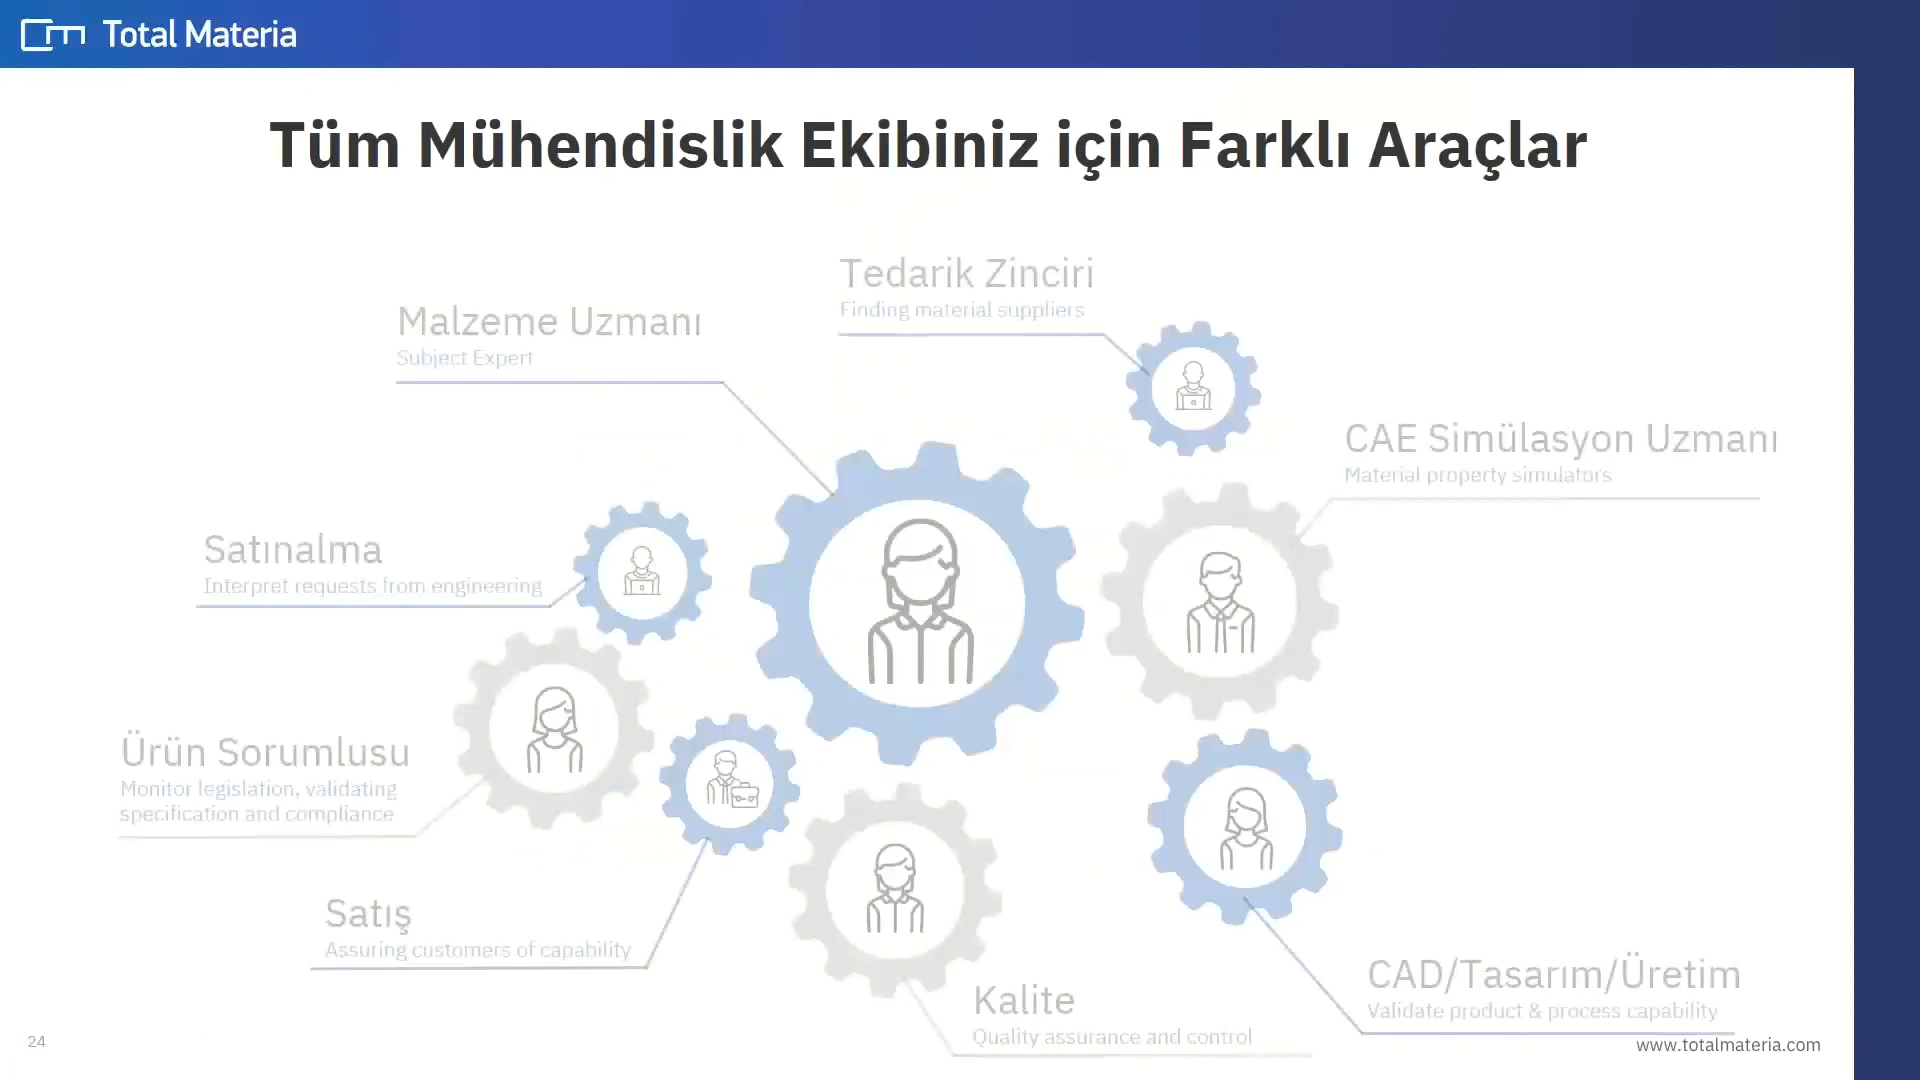 Total Materia
Tüm Mühendislik Ekibiniz için Farklı Araçlar
Tedarik Zinciri
Finding material suppliers
Malzeme Uzmanı
Subject Expert
CAE Simülasyon Uzmanı
Material property simulators
Satınalma
Interpret requests from engineering
Ürün Sorumlusu
Monitor legislation, validating
specification and compliance
Satış
Assuring customers of capability
CAD/Tasarım/Üretim
Validate product & process capability
Kalite
Quality assurance and control
24
www.totalmateria.com